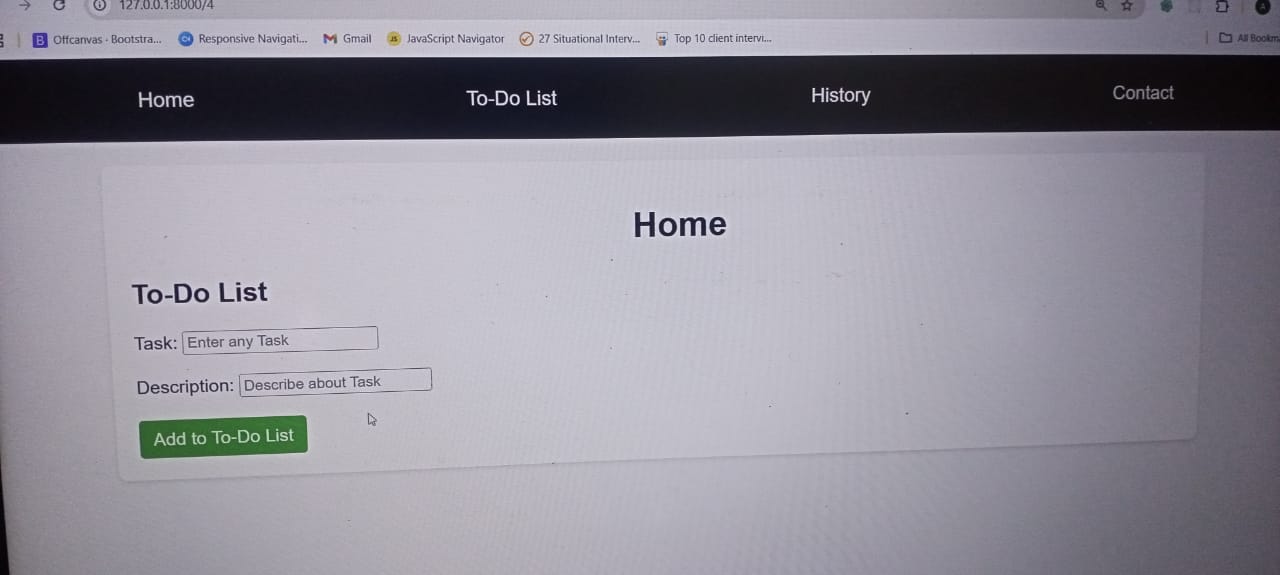 127.0.0.1:8000/4
Offcanvas · Bootstra... Responsive Navigati... Gmail JavaScript Navigator 27 Situational Interv... Top 10 client intervi... All Bookm
Home To-Do List History Contact
Home
To-Do List
Task: Enter any Task
Description: Describe about Task
Add to To-Do List